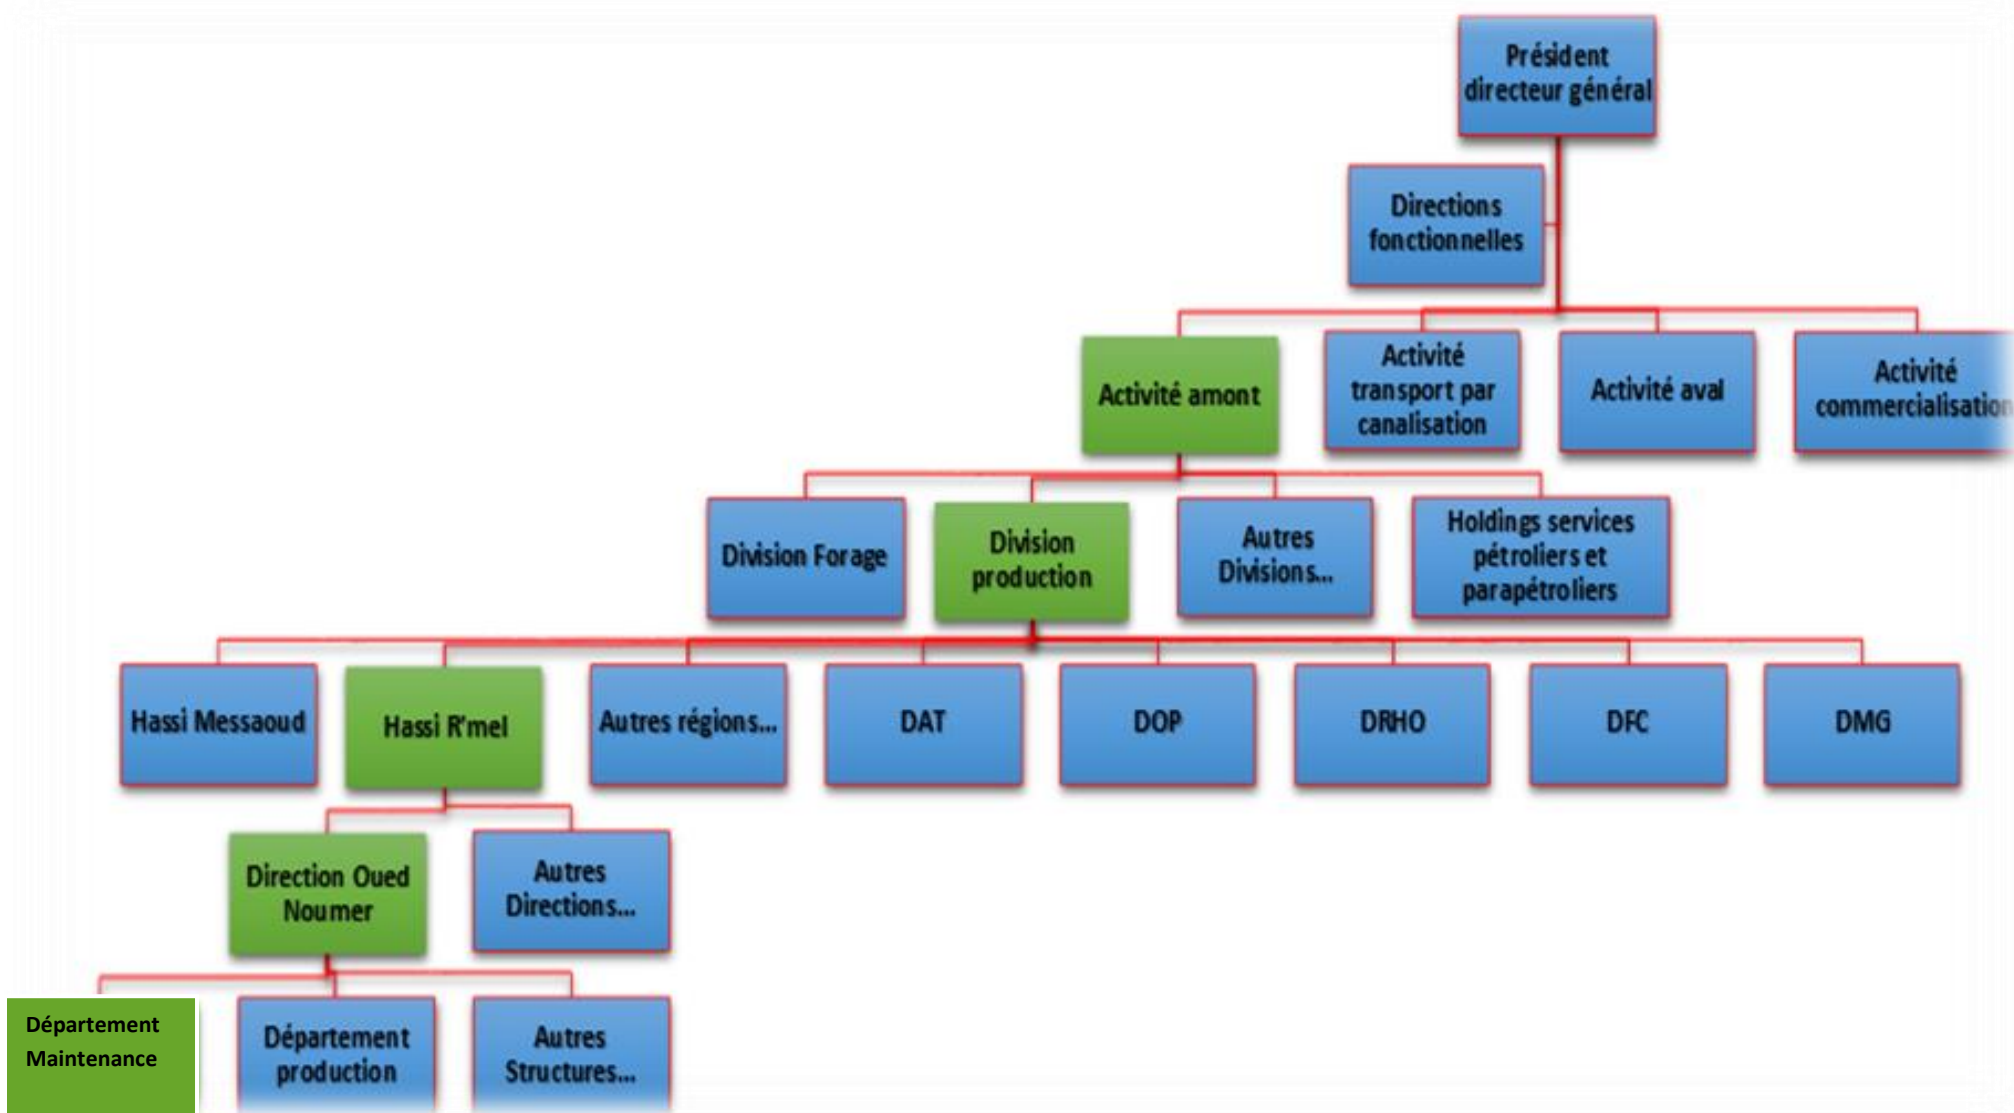 Président
directeur général
Directions
fonctionnelles
Activité amont
Activité
transport par
canalisation
Activité aval
Activité
commercialisation
Division Forage
Division
production
Autres
Divisions...
Holdings services
pétroliers et
parapétroliers
Hassi Messaoud
Hassi R'mel
Autres régions...
DAT
DOP
DRHO
DFC
DMG
Direction Oued
Noumer
Autres
Directions...
Département
Maintenance
Département
production
Autres
Structures...